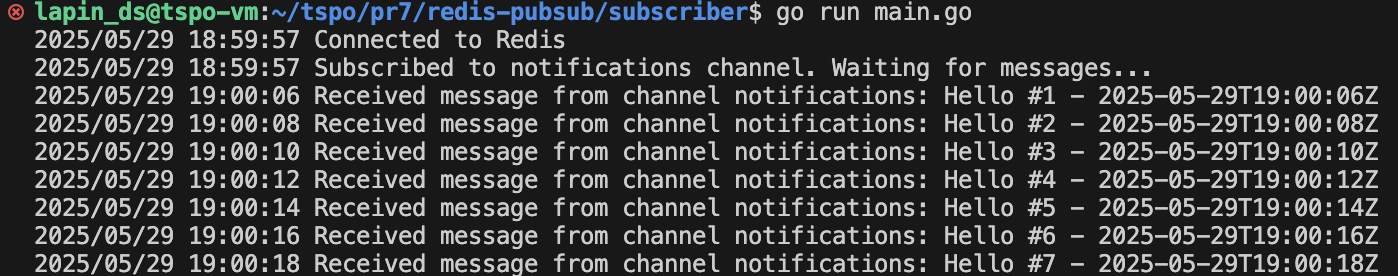 lapin_ds@tspo-vm:~/tspo/pr7/redis-pubsub/subscriber$ go run main.go
2025/05/29 18:59:57 Connected to Redis
2025/05/29 18:59:57 Subscribed to notifications channel. Waiting for messages...
2025/05/29 19:00:06 Received message from channel notifications: Hello #1 - 2025-05-29T19:00:06Z
2025/05/29 19:00:08 Received message from channel notifications: Hello #2 - 2025-05-29T19:00:08Z
2025/05/29 19:00:10 Received message from channel notifications: Hello #3 - 2025-05-29T19:00:10Z
2025/05/29 19:00:12 Received message from channel notifications: Hello #4 - 2025-05-29T19:00:12Z
2025/05/29 19:00:14 Received message from channel notifications: Hello #5 - 2025-05-29T19:00:14Z
2025/05/29 19:00:16 Received message from channel notifications: Hello #6 - 2025-05-29T19:00:16Z
2025/05/29 19:00:18 Received message from channel notifications: Hello #7 - 2025-05-29T19:00:18Z